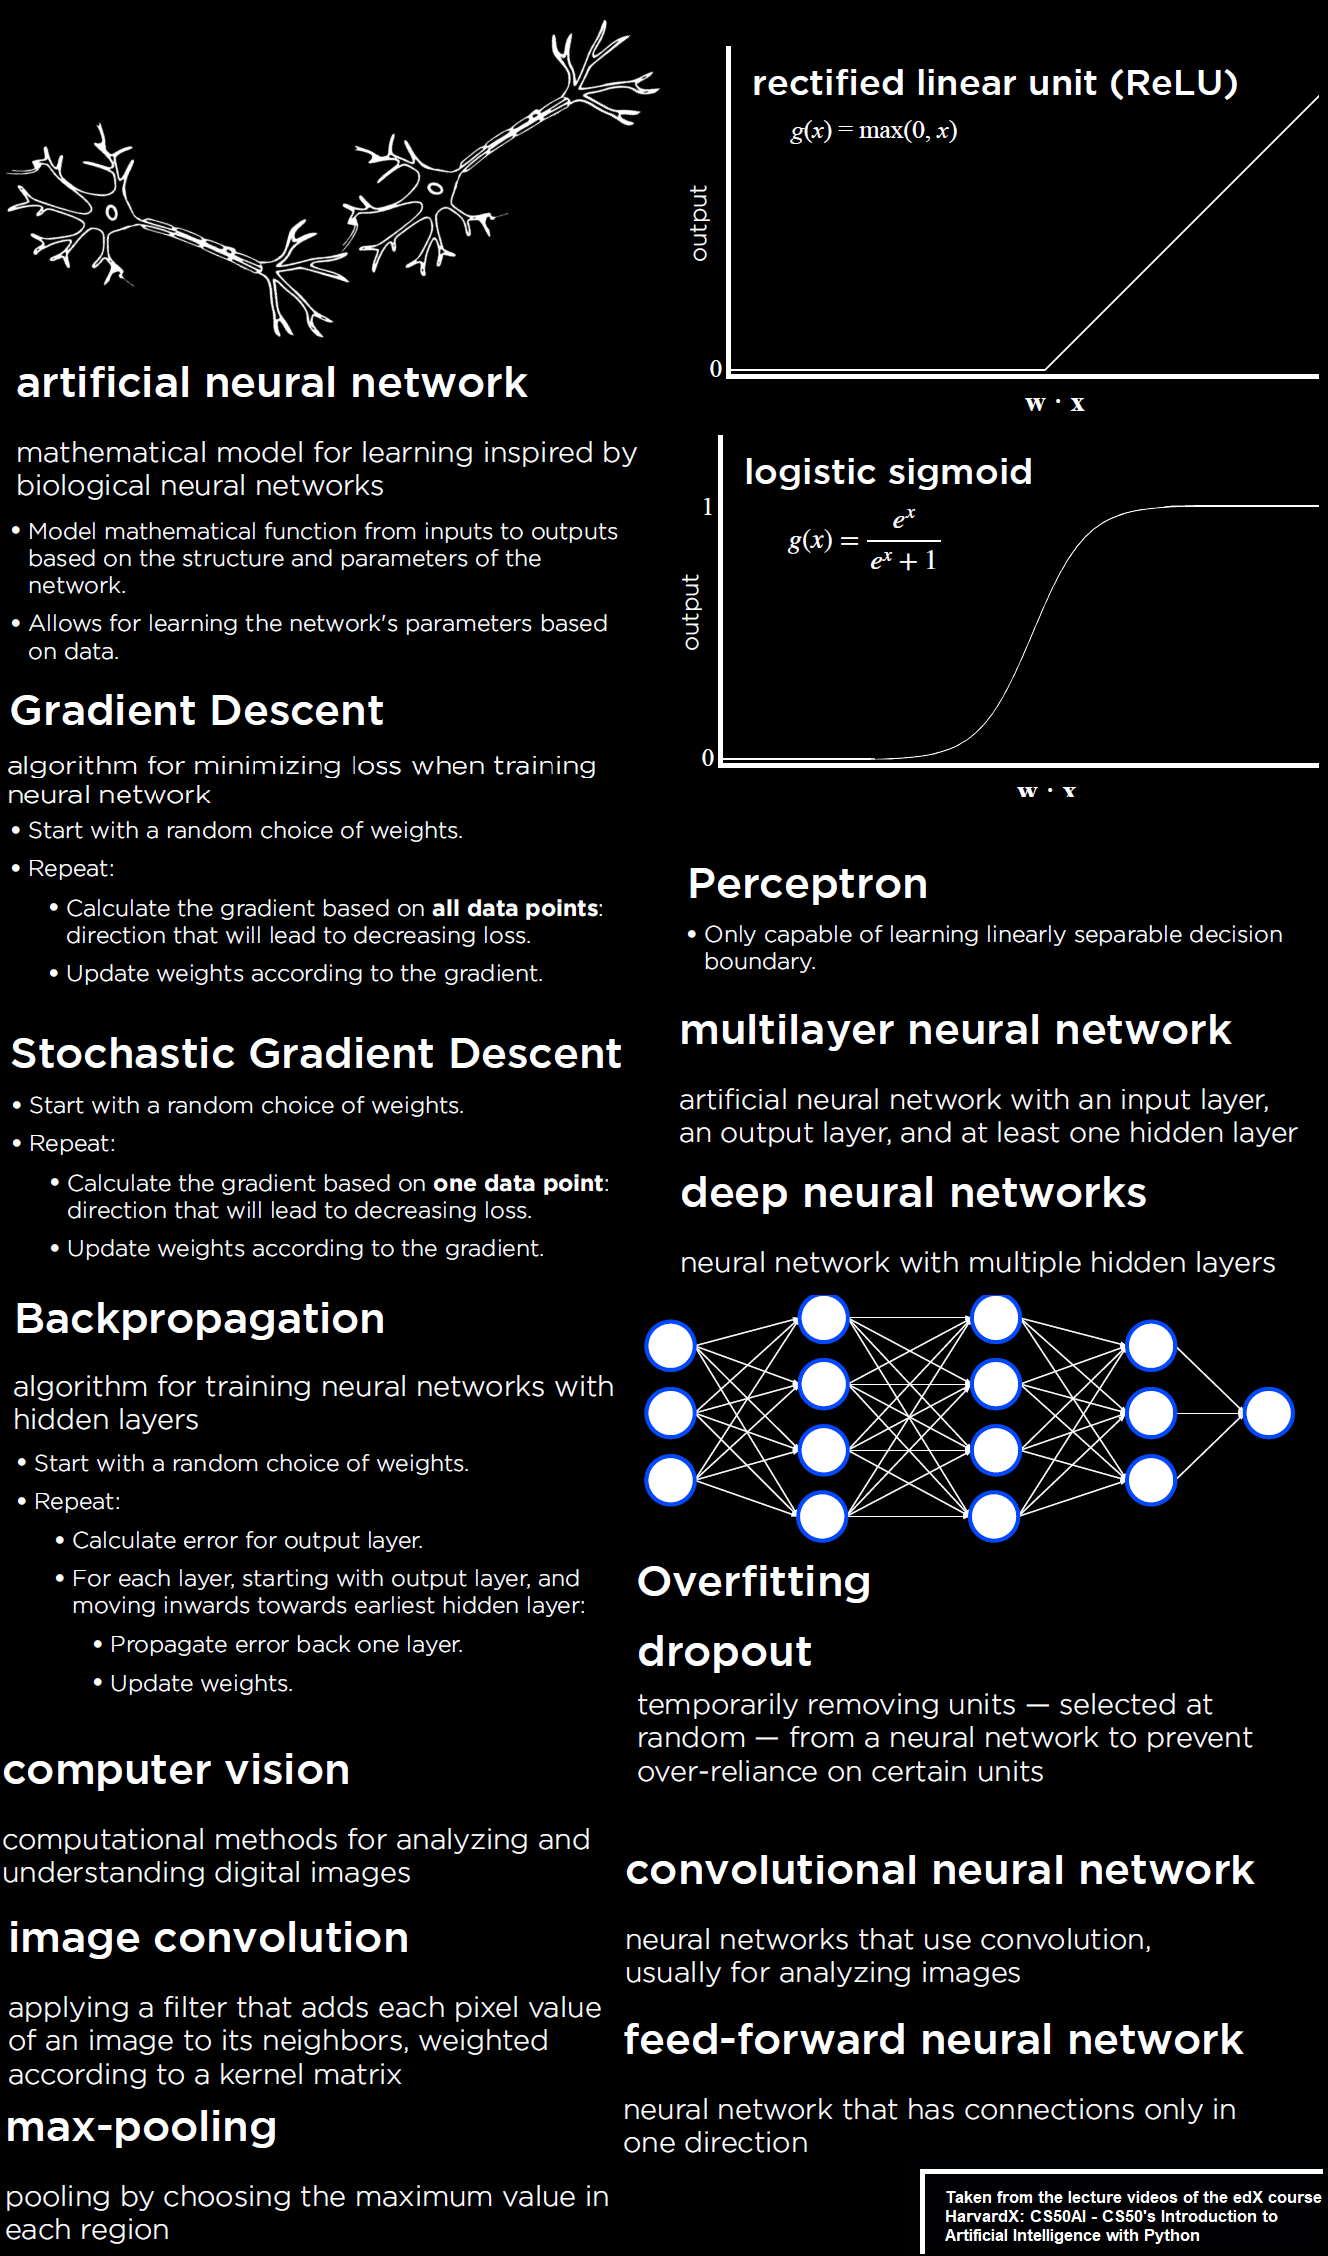 artificial neural network
mathematical model for learning inspired by
biological neural networks
• Model mathematical function from inputs to outputs
based on the structure and parameters of the
network.
• Allows for learning the network's parameters based
on data.
Gradient Descent
algorithm for minimizing loss when training
neural network
• Start with a random choice of weights.
• Repeat:
• Calculate the gradient based on all data points:
direction that will lead to decreasing loss.
• Update weights according to the gradient.
Stochastic Gradient Descent
• Start with a random choice of weights.
• Repeat:
• Calculate the gradient based on one data point:
direction that will lead to decreasing loss.
• Update weights according to the gradient.
Backpropagation
algorithm for training neural networks with
hidden layers
• Start with a random choice of weights.
• Repeat:
• Calculate error for output layer.
• For each layer, starting with output layer, and
moving inwards towards earliest hidden layer:
• Propagate error back one layer.
• Update weights.
computer vision
computational methods for analyzing and
understanding digital images
image convolution
applying a filter that adds each pixel value
of an image to its neighbors, weighted
according to a kernel matrix
max-pooling
pooling by choosing the maximum value in
each region
rectified linear unit (ReLU)
g(x) = max(0, x)
output
0
w · x
logistic sigmoid
1
g(x) = e^x / (e^x + 1)
output
0
w · x
Perceptron
• Only capable of learning linearly separable decision
boundary.
multilayer neural network
artificial neural network with an input layer,
an output layer, and at least one hidden layer
deep neural networks
neural network with multiple hidden layers
Overfitting
dropout
temporarily removing units — selected at
random — from a neural network to prevent
over-reliance on certain units
convolutional neural network
neural networks that use convolution,
usually for analyzing images
feed-forward neural network
neural network that has connections only in
one direction
Taken from the lecture videos of the edX course
HarvardX: CS50AI - CS50's Introduction to
Artificial Intelligence with Python